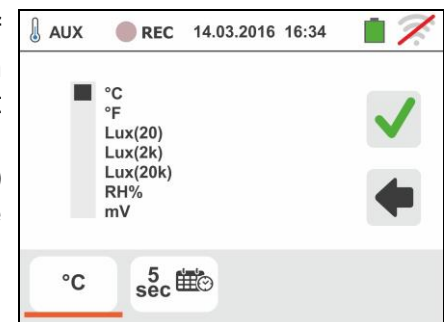 AUX REC 14.03.2016 16:34
°C
°F
Lux(20)
Lux(2k)
Lux(20k)
RH%
mV
°C 5 sec